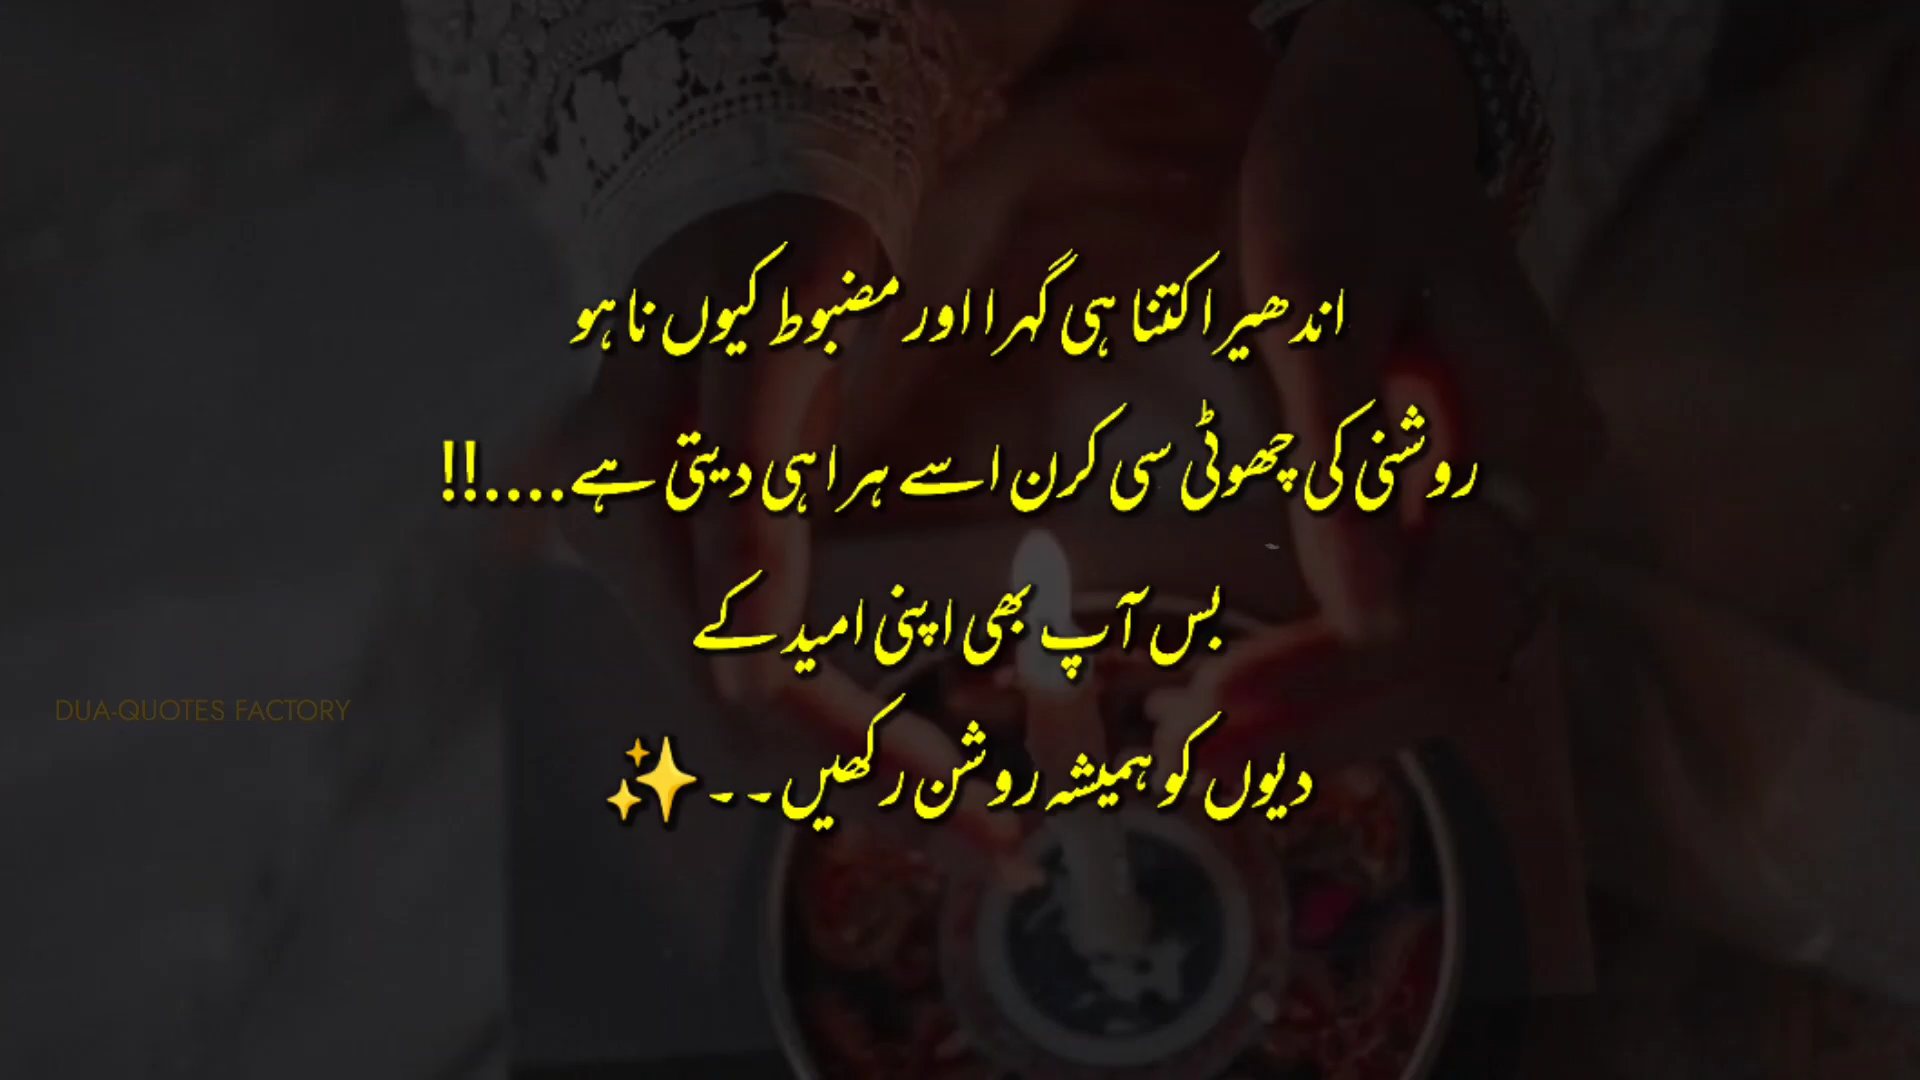 اندھیرا کتنا ہی گہرا اور مضبوط کیوں نا ہو
روشنی کی چھوٹی سی کرن اسے ہرا ہی دیتی ہے....!!
بس آپ بھی اپنی امید کے
دیوں کو ہمیشہ روشن رکھیں۔۔✨
DUA-QUOTES FACTORY